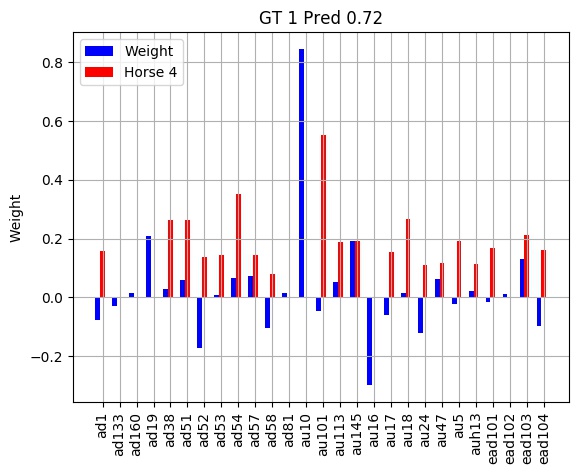 GT 1 Pred 0.72
Weight
Horse 4
Weight
0.8
0.6
0.4
0.2
0.0
−0.2
ad1
ad133
ad160
ad19
ad38
ad51
ad52
ad53
ad54
ad57
ad58
ad81
au10
au101
au113
au145
au16
au17
au18
au24
au47
au5
auh13
ead101
ead102
ead103
ead104